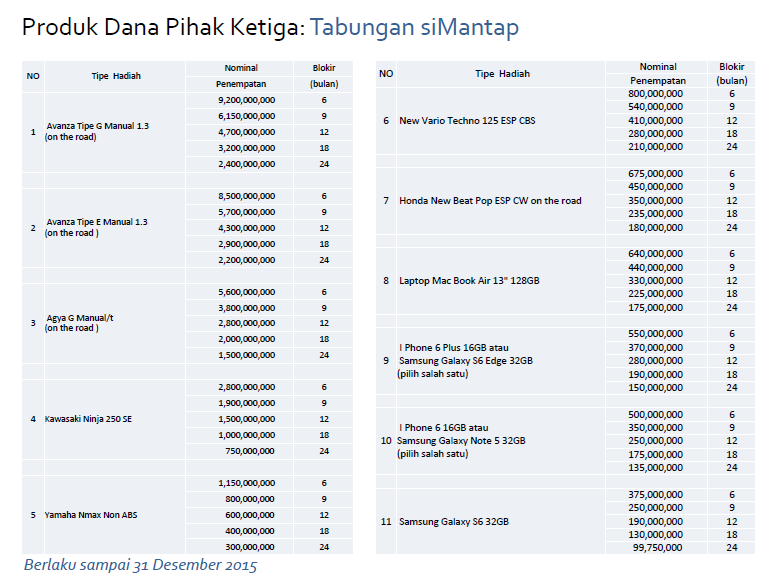 Produk Dana Pihak Ketiga: Tabungan siMantap
NO Tipe Hadiah Nominal Penempatan Blokir (bulan)
1 Avanza Tipe G Manual 1.3
(on the road)
9,200,000,000 6
6,150,000,000 9
4,700,000,000 12
3,200,000,000 18
2,400,000,000 24
2 Avanza Tipe E Manual 1.3
(on the road )
8,500,000,000 6
5,700,000,000 9
4,300,000,000 12
2,900,000,000 18
2,200,000,000 24
3 Agya G Manual/t
(on the road )
5,600,000,000 6
3,800,000,000 9
2,800,000,000 12
2,000,000,000 18
1,500,000,000 24
4 Kawasaki Ninja 250 SE
2,800,000,000 6
1,900,000,000 9
1,500,000,000 12
1,000,000,000 18
750,000,000 24
5 Yamaha Nmax Non ABS
1,150,000,000 6
800,000,000 9
600,000,000 12
400,000,000 18
300,000,000 24
NO Tipe Hadiah Nominal Penempatan Blokir (bulan)
6 New Vario Techno 125 ESP CBS
800,000,000 6
540,000,000 9
410,000,000 12
280,000,000 18
210,000,000 24
7 Honda New Beat Pop ESP CW on the road
675,000,000 6
450,000,000 9
350,000,000 12
235,000,000 18
180,000,000 24
8 Laptop Mac Book Air 13" 128GB
640,000,000 6
440,000,000 9
330,000,000 12
225,000,000 18
175,000,000 24
9 I Phone 6 Plus 16GB atau
Samsung Galaxy S6 Edge 32GB
(pilih salah satu)
550,000,000 6
370,000,000 9
280,000,000 12
190,000,000 18
150,000,000 24
10 I Phone 6 16GB atau
Samsung Galaxy Note 5 32GB
(pilih salah satu)
500,000,000 6
350,000,000 9
250,000,000 12
175,000,000 18
135,000,000 24
11 Samsung Galaxy S6 32GB
375,000,000 6
250,000,000 9
190,000,000 12
130,000,000 18
99,750,000 24
Berlaku sampai 31 Desember 2015